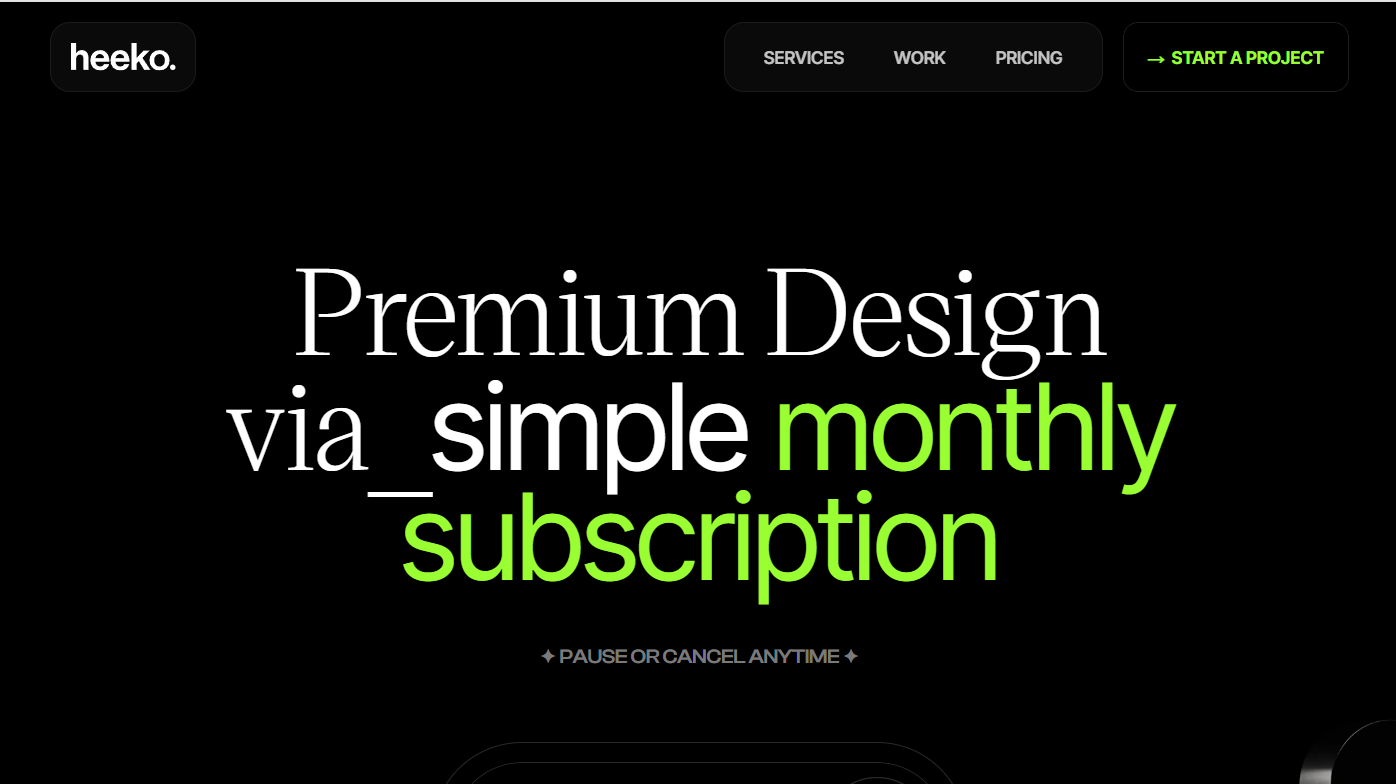 heeko.
SERVICES WORK PRICING → START A PROJECT
Premium Design
via_simple monthly
subscription
✦ PAUSE OR CANCEL ANYTIME ✦